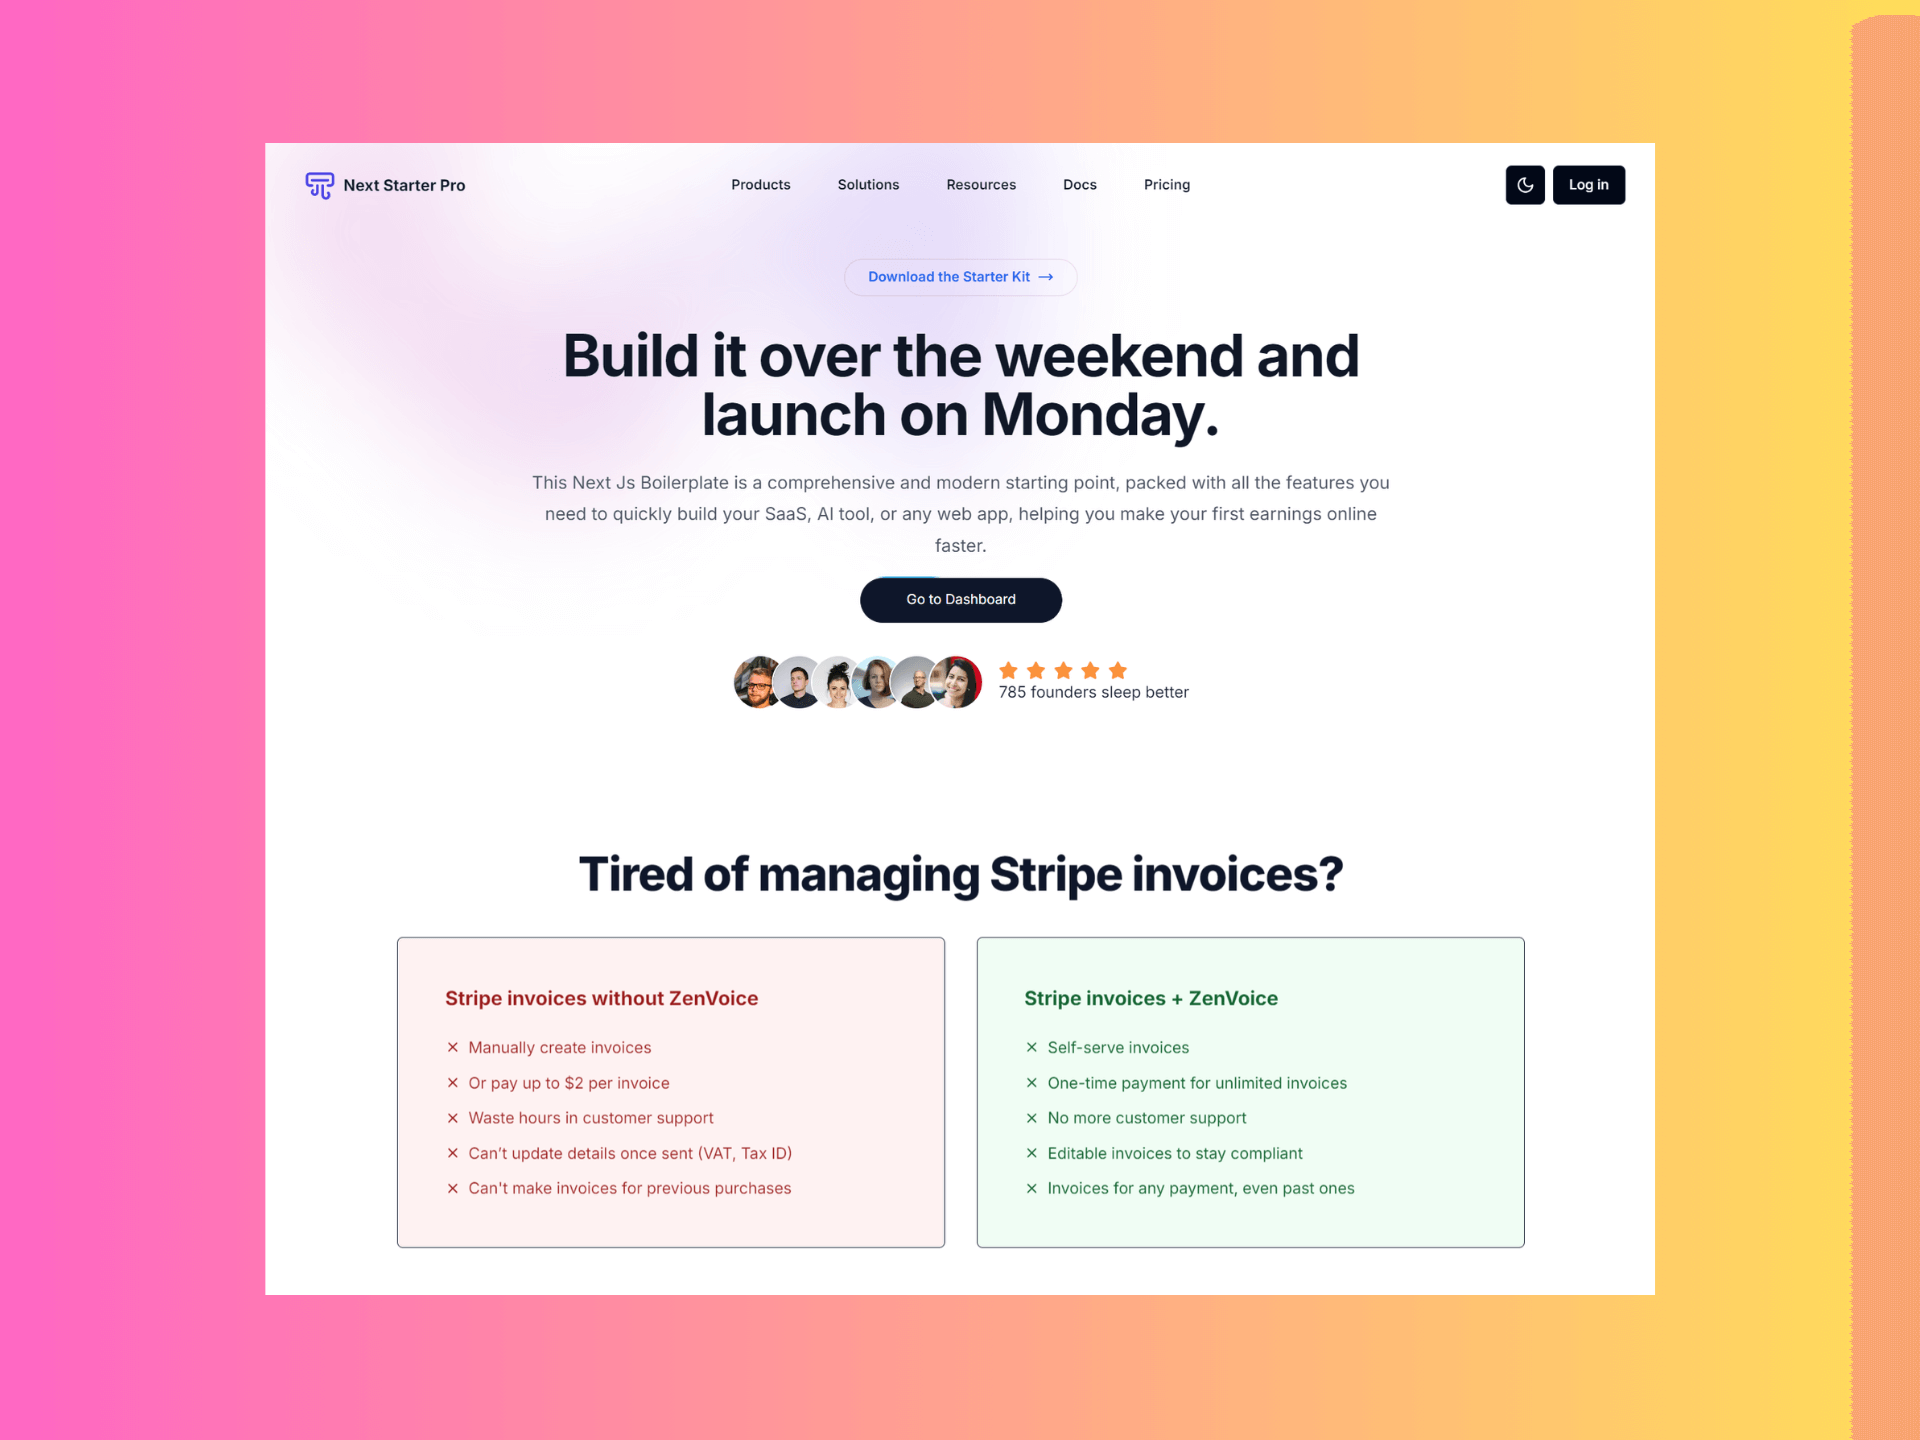 Next Starter Pro
Products
Solutions
Resources
Docs
Pricing
Log in
Download the Starter Kit →
Build it over the weekend and
launch on Monday.
This Next Js Boilerplate is a comprehensive and modern starting point, packed with all the features you
need to quickly build your SaaS, AI tool, or any web app, helping you make your first earnings online
faster.
Go to Dashboard
785 founders sleep better
Tired of managing Stripe invoices?
Stripe invoices without ZenVoice
Manually create invoices
Or pay up to $2 per invoice
Waste hours in customer support
Can’t update details once sent (VAT, Tax ID)
Can't make invoices for previous purchases
Stripe invoices + ZenVoice
Self-serve invoices
One-time payment for unlimited invoices
No more customer support
Editable invoices to stay compliant
Invoices for any payment, even past ones